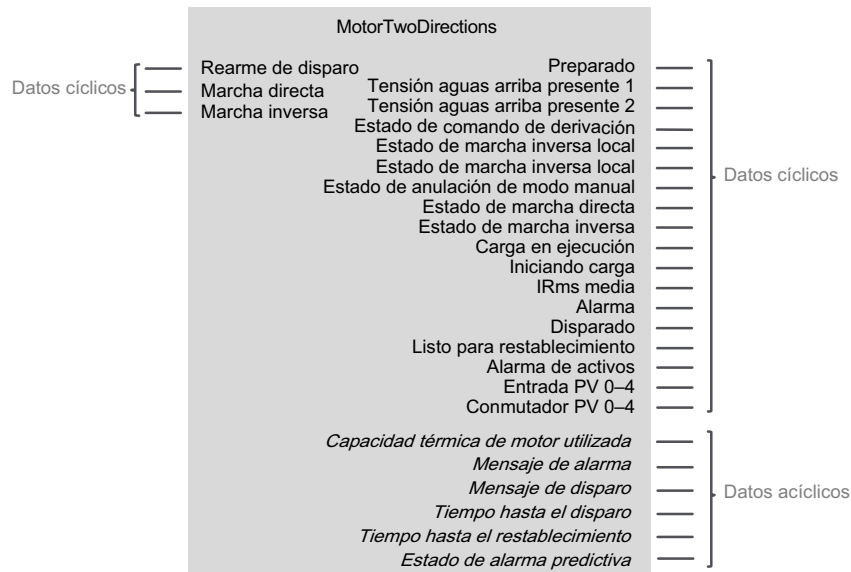 MotorTwoDirections
Datos cíclicos
Rearme de disparo
Marcha directa
Marcha inversa
Preparado
Tensión aguas arriba presente 1
Tensión aguas arriba presente 2
Estado de comando de derivación
Estado de marcha inversa local
Estado de marcha inversa local
Estado de anulación de modo manual
Estado de marcha directa
Estado de marcha inversa
Carga en ejecución
Iniciando carga
IRms media
Alarma
Disparado
Listo para restablecimiento
Alarma de activos
Entrada PV 0–4
Conmutador PV 0–4
Datos cíclicos
Capacidad térmica de motor utilizada
Mensaje de alarma
Mensaje de disparo
Tiempo hasta el disparo
Tiempo hasta el restablecimiento
Estado de alarma predictiva
Datos acíclicos